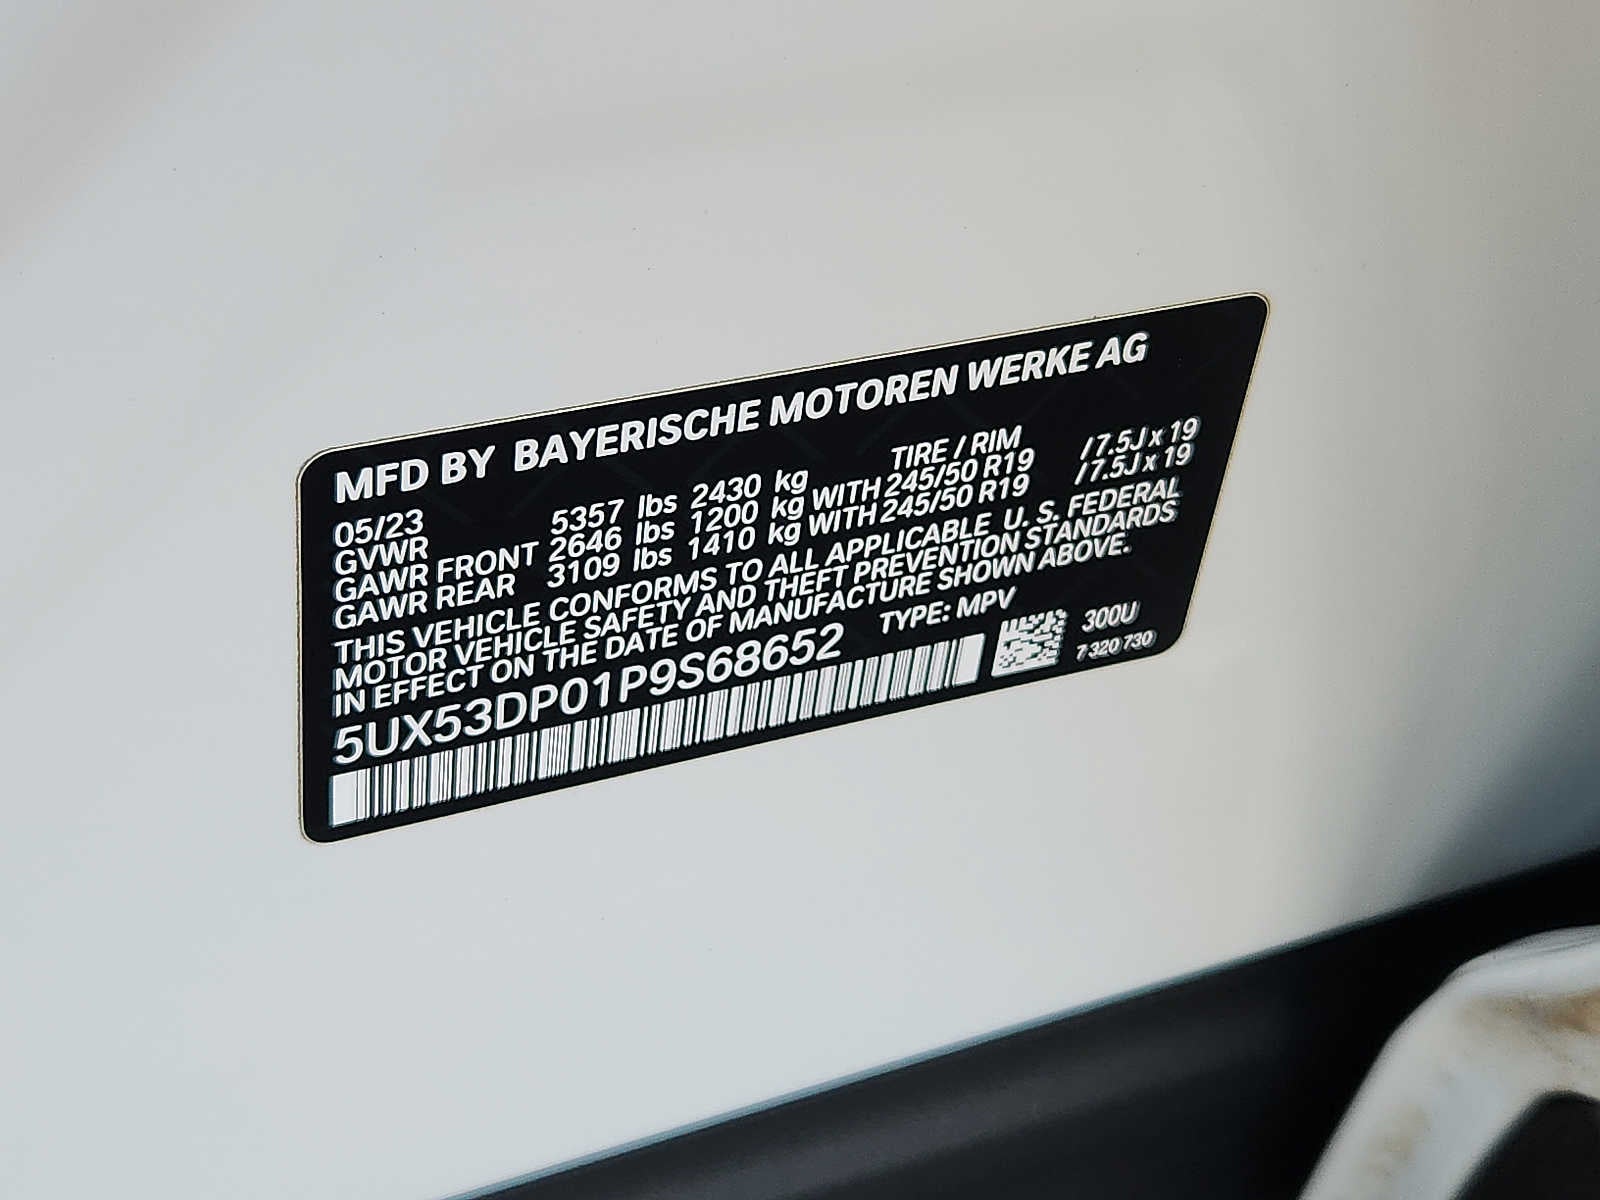 MFD BY BAYERISCHE MOTOREN WERKE AG
05/23 TIRE / RIM
GVWR 5357 lbs 2430 kg
GAWR FRONT 2646 lbs 1200 kg WITH 245/50 R19 /7.5J x 19
GAWR REAR 3109 lbs 1410 kg WITH 245/50 R19 /7.5J x 19
THIS VEHICLE CONFORMS TO ALL APPLICABLE U. S. FEDERAL
MOTOR VEHICLE SAFETY AND THEFT PREVENTION STANDARDS
IN EFFECT ON THE DATE OF MANUFACTURE SHOWN ABOVE.
5UX53DP01P9S68652 TYPE: MPV
300U
7 320 730